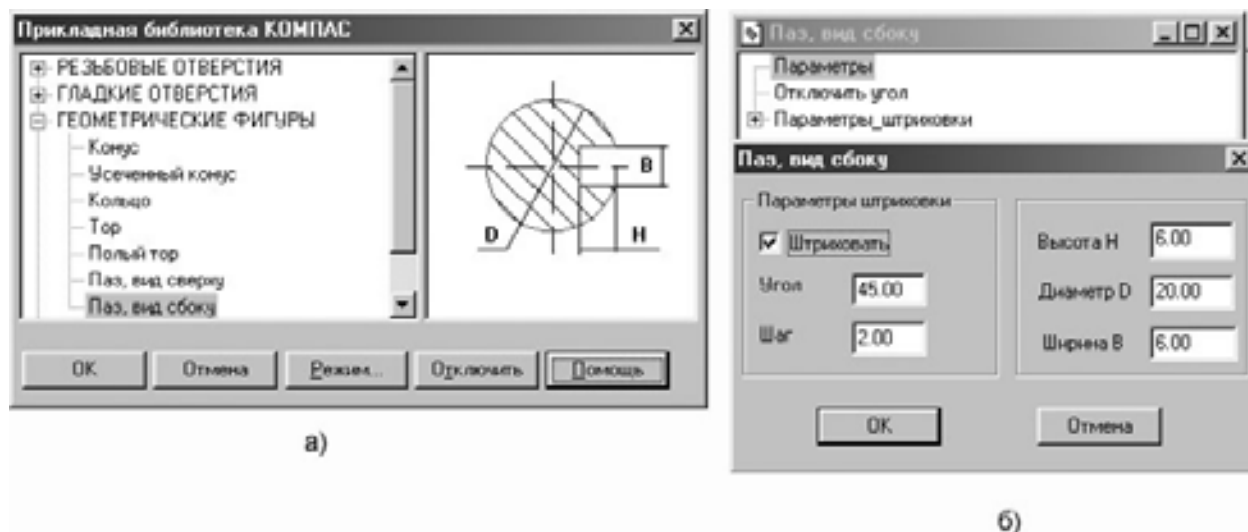 Прикладная библиотека КОМПАС
РЕЗЬБОВЫЕ ОТВЕРСТИЯ
ГЛАДКИЕ ОТВЕРСТИЯ
ГЕОМЕТРИЧЕСКИЕ ФИГУРЫ
Конус
Усеченный конус
Кольцо
Тор
Полый тор
Паз, вид сверху
Паз, вид сбоку
B
D
H
OK
Отмена
Режим...
Отключить
Помощь
а)
Паз, вид сбоку
Параметры
Отключить угол
Параметры_штриховки
Паз, вид сбоку
Параметры штриховки
Штриховать
Угол 45.00
Шаг 2.00
Высота H 6.00
Диаметр D 20.00
Ширина B 6.00
OK
Отмена
б)